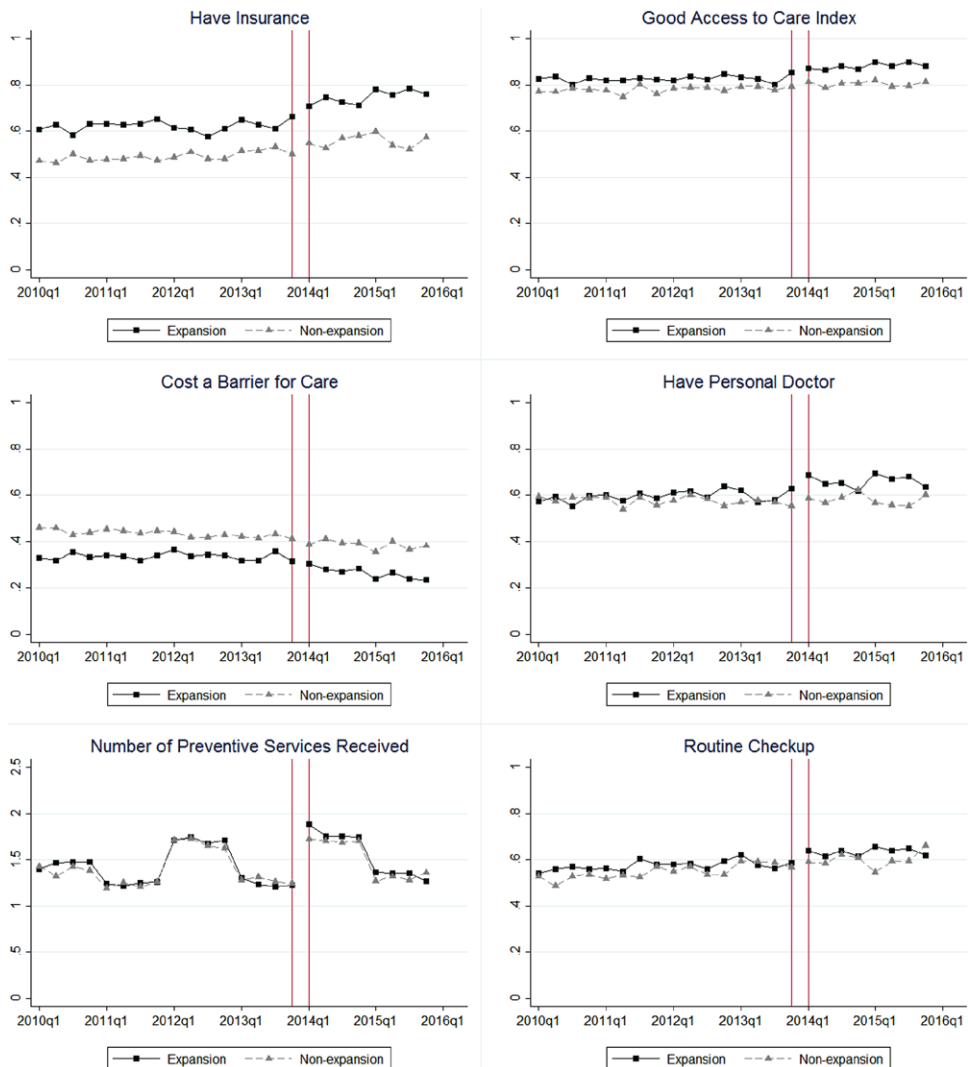 Have Insurance
1
.8
.6
.4
.2
0
2010q1 2011q1 2012q1 2013q1 2014q1 2015q1 2016q1
Expansion Non-expansion
Good Access to Care Index
1
.8
.6
.4
.2
0
2010q1 2011q1 2012q1 2013q1 2014q1 2015q1 2016q1
Expansion Non-expansion
Cost a Barrier for Care
1
.8
.6
.4
.2
0
2010q1 2011q1 2012q1 2013q1 2014q1 2015q1 2016q1
Expansion Non-expansion
Have Personal Doctor
1
.8
.6
.4
.2
0
2010q1 2011q1 2012q1 2013q1 2014q1 2015q1 2016q1
Expansion Non-expansion
Number of Preventive Services Received
2.5
2
1.5
1
.5
0
2010q1 2011q1 2012q1 2013q1 2014q1 2015q1 2016q1
Expansion Non-expansion
Routine Checkup
1
.8
.6
.4
.2
0
2010q1 2011q1 2012q1 2013q1 2014q1 2015q1 2016q1
Expansion Non-expansion